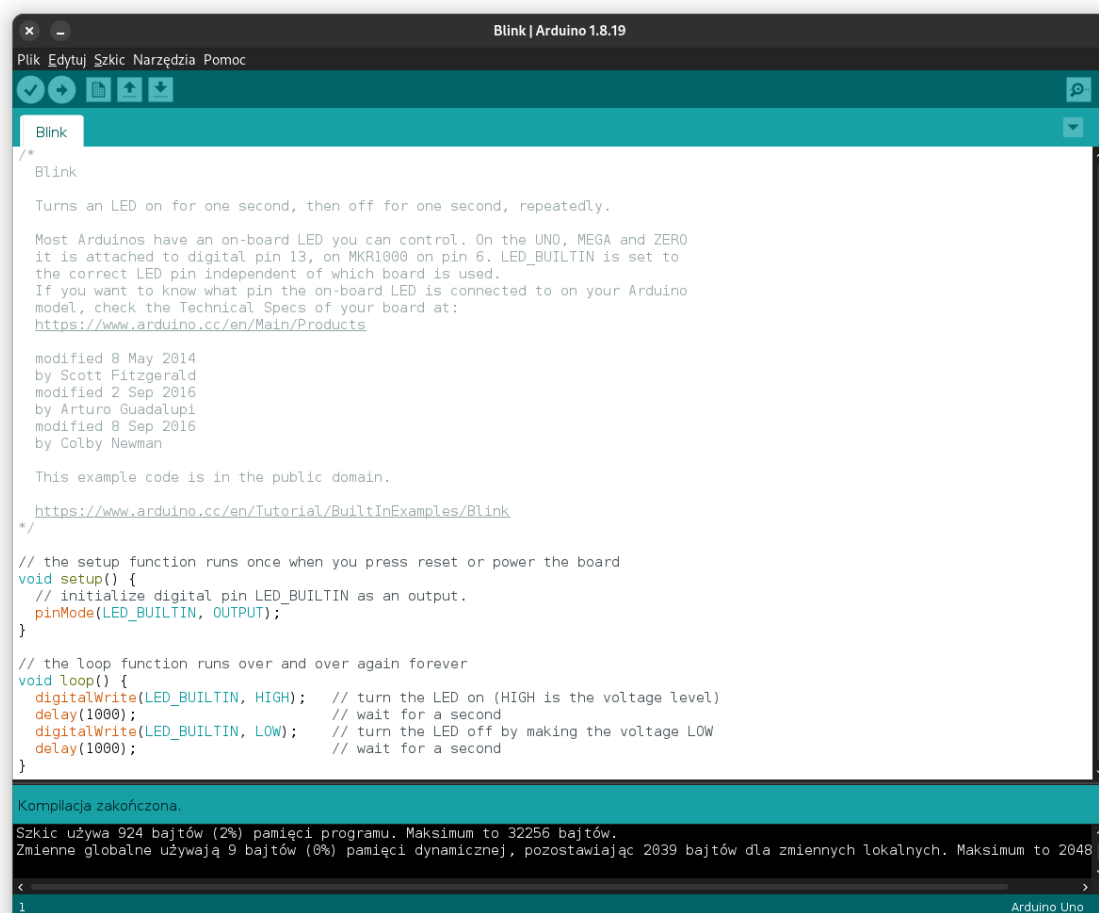 Blink | Arduino 1.8.19
Plik Edytuj Szkic Narzędzia Pomoc
Blink
/*
  Blink

  Turns an LED on for one second, then off for one second, repeatedly.

  Most Arduinos have an on-board LED you can control. On the UNO, MEGA and ZERO
  it is attached to digital pin 13, on MKR1000 on pin 6. LED_BUILTIN is set to
  the correct LED pin independent of which board is used.
  If you want to know what pin the on-board LED is connected to on your Arduino
  model, check the Technical Specs of your board at:
  https://www.arduino.cc/en/Main/Products

  modified 8 May 2014
  by Scott Fitzgerald
  modified 2 Sep 2016
  by Arturo Guadalupi
  modified 8 Sep 2016
  by Colby Newman

  This example code is in the public domain.

  https://www.arduino.cc/en/Tutorial/BuiltInExamples/Blink
*/

// the setup function runs once when you press reset or power the board
void setup() {
  // initialize digital pin LED_BUILTIN as an output.
  pinMode(LED_BUILTIN, OUTPUT);
}

// the loop function runs over and over again forever
void loop() {
  digitalWrite(LED_BUILTIN, HIGH);   // turn the LED on (HIGH is the voltage level)
  delay(1000);                       // wait for a second
  digitalWrite(LED_BUILTIN, LOW);    // turn the LED off by making the voltage LOW
  delay(1000);                       // wait for a second
}
Kompilacja zakończona.
Szkic używa 924 bajtów (2%) pamięci programu. Maksimum to 32256 bajtów.
Zmienne globalne używają 9 bajtów (0%) pamięci dynamicznej, pozostawiając 2039 bajtów dla zmiennych lokalnych. Maksimum to 2048
1 Arduino Uno